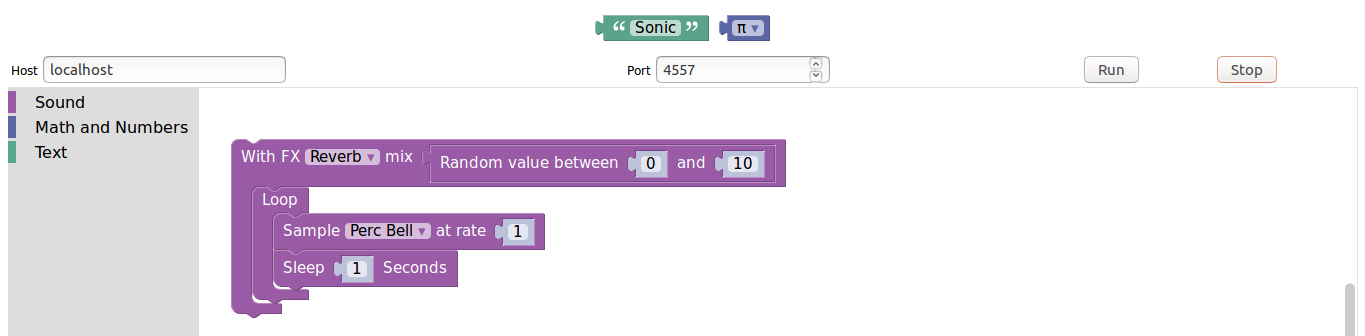 “ Sonic ” π
Host localhost Port 4557 Run Stop
Sound
Math and Numbers
Text
With FX Reverb mix Random value between 0 and 10
Loop
Sample Perc Bell at rate 1
Sleep 1 Seconds